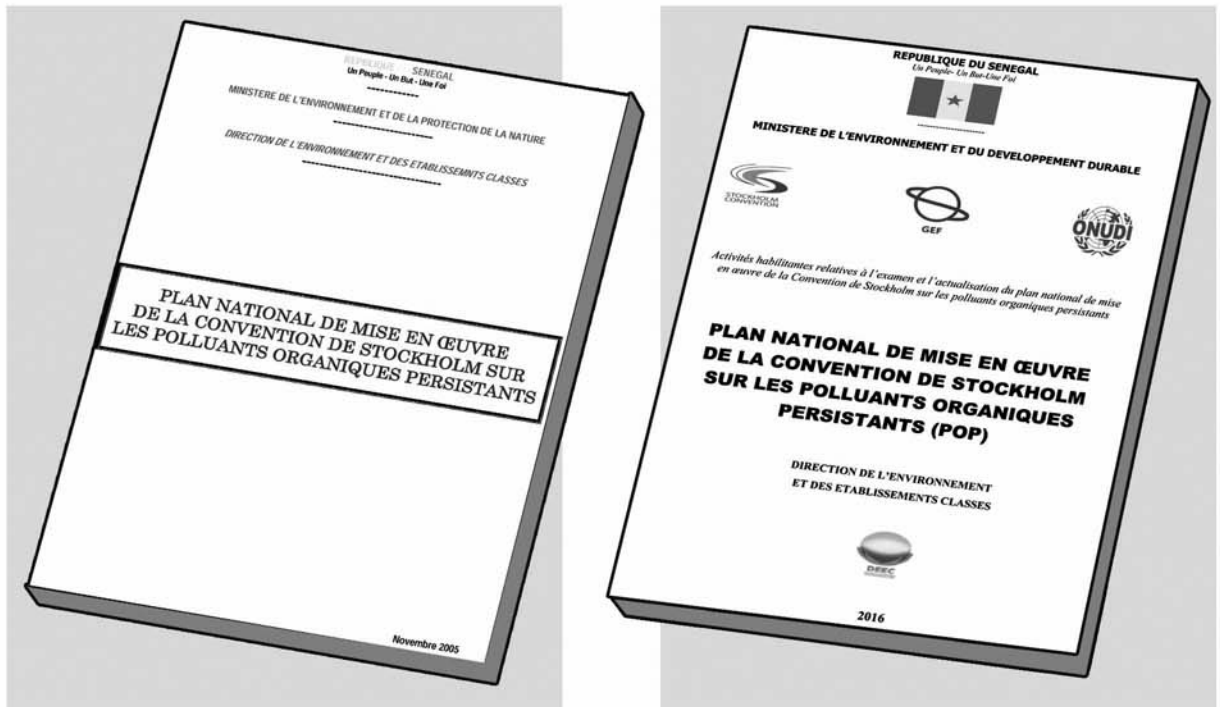 REPUBLIQUE SENEGAL
Un Peuple - Un But - Une Foi
MINISTERE DE L'ENVIRONNEMENT ET DE LA PROTECTION DE LA NATURE
DIRECTION DE L'ENVIRONNEMENT ET DES ETABLISSEMNTS CLASSES
PLAN NATIONAL DE MISE EN ŒUVRE
DE LA CONVENTION DE STOCKHOLM SUR
LES POLLUANTS ORGANIQUES PERSISTANTS
Novembre 2005
REPUBLIQUE DU SENEGAL
Un Peuple- Un But-Une Foi
MINISTERE DE L'ENVIRONNEMENT ET DU DEVELOPPEMENT DURABLE
STOCKHOLM
CONVENTION
GEF
ONUDI
Activités habilitantes relatives à l'examen et l'actualisation du plan national de mise
en œuvre de la Convention de Stockholm sur les polluants organiques persistants
PLAN NATIONAL DE MISE EN ŒUVRE
DE LA CONVENTION DE STOCKHOLM
SUR LES POLLUANTS ORGANIQUES
PERSISTANTS (POP)
DIRECTION DE L'ENVIRONNEMENT
ET DES ETABLISSEMENTS CLASSES
DEEC
2016